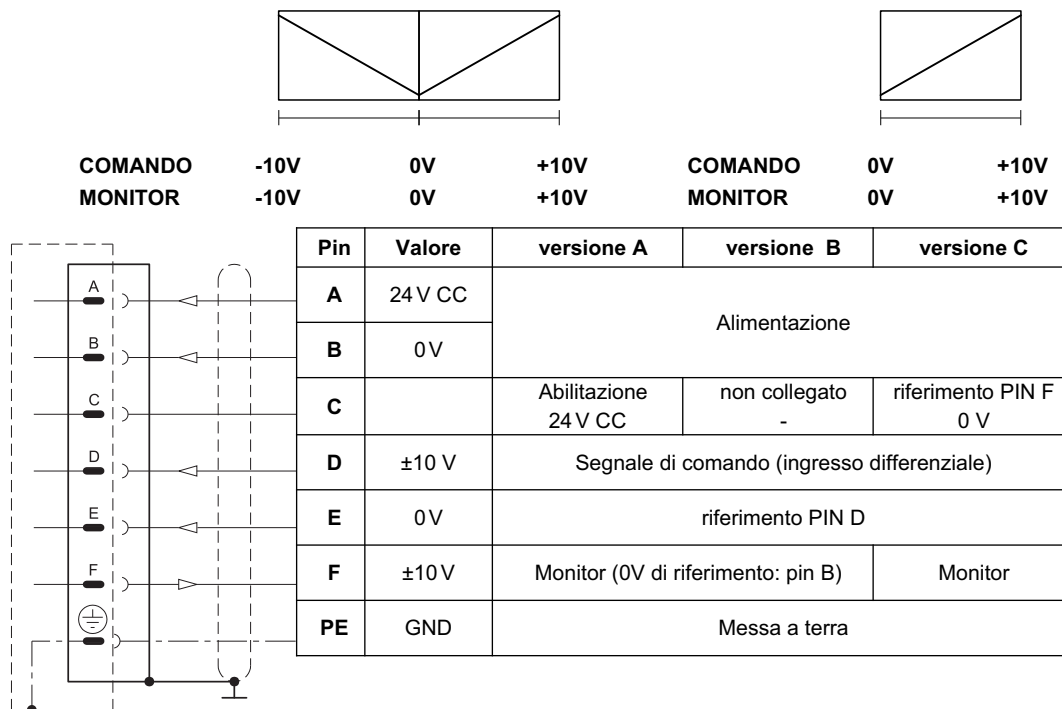 COMANDO -10V 0V +10V COMANDO 0V +10V
MONITOR -10V 0V +10V MONITOR 0V +10V
Pin Valore versione A versione B versione C
A A 24 V CC Alimentazione
B B 0 V
C C Abilitazione 24 V CC non collegato - riferimento PIN F 0 V
D D ±10 V Segnale di comando (ingresso differenziale)
E E 0 V riferimento PIN D
F F ±10 V Monitor (0V di riferimento: pin B) Monitor
PE GND Messa a terra